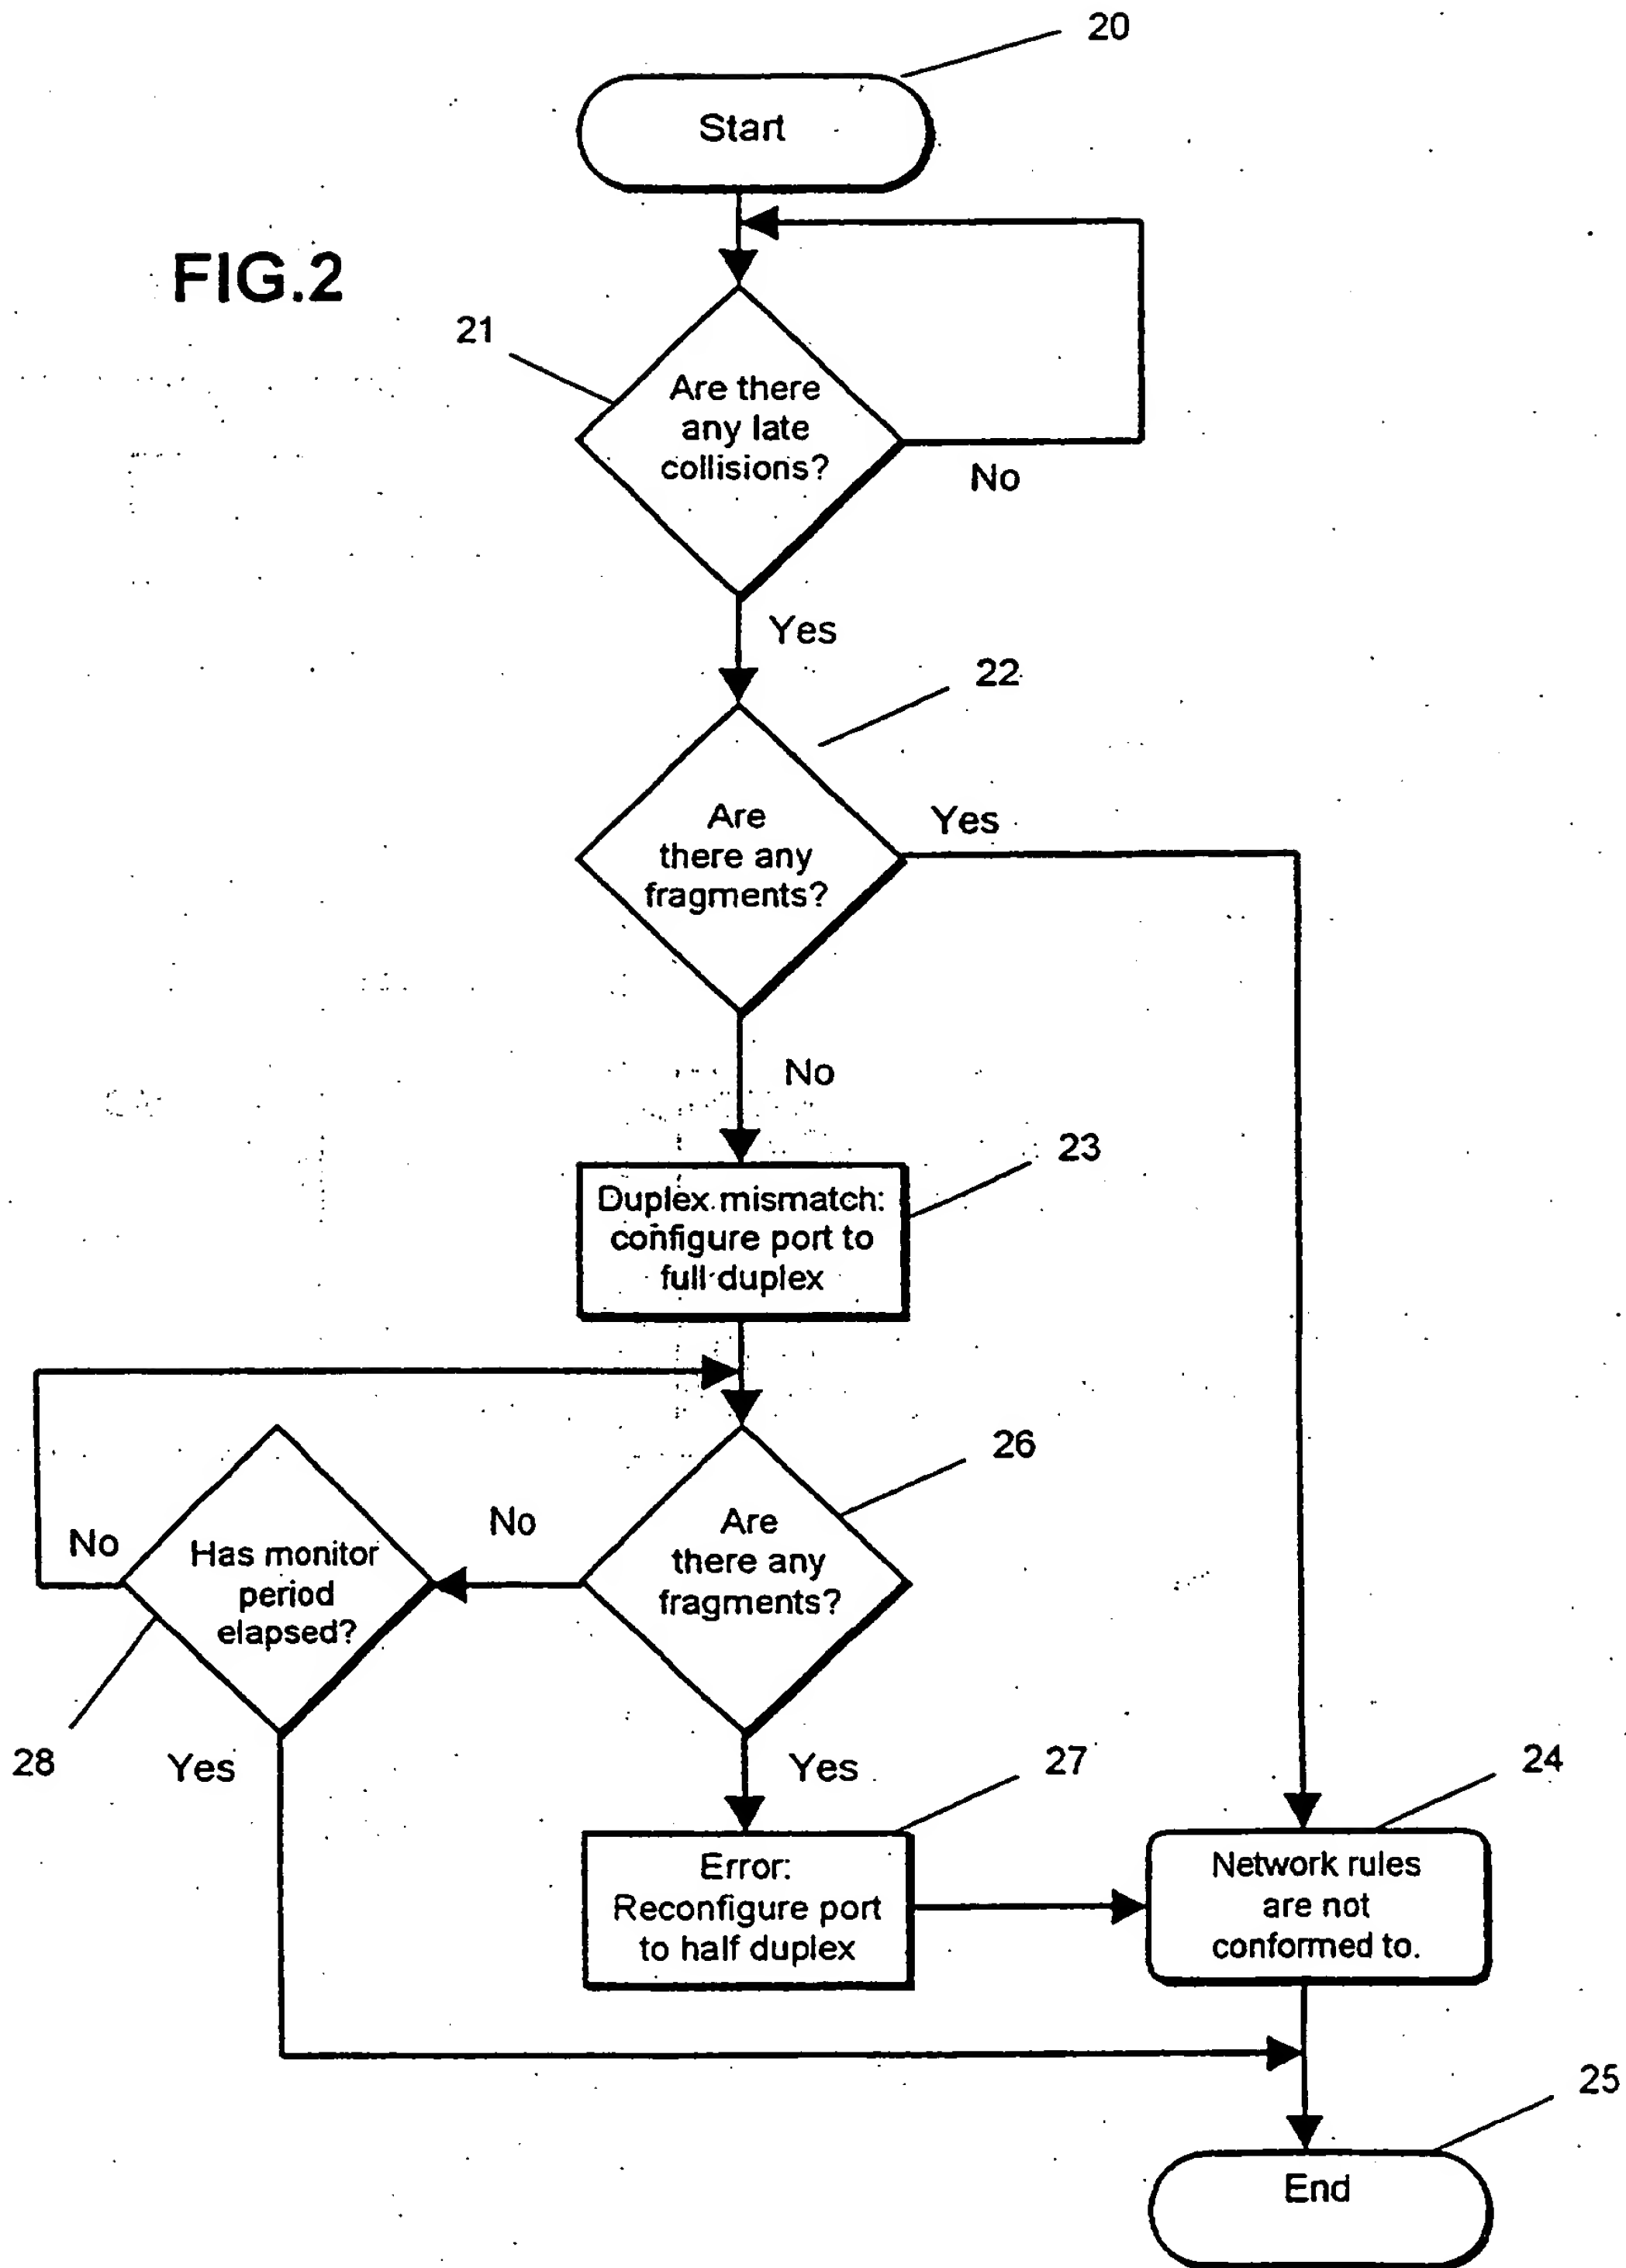 20
Start
FIG.2
21
Are there
any late
collisions?
No
Yes
22
Are
there any
fragments?
Yes
No
23
Duplex mismatch:
configure port to
full duplex
26
Are
there any
fragments?
No
Has monitor
period
elapsed?
No
28
Yes
Yes
27
Error:
Reconfigure port
to half duplex
24
Network rules
are not
conformed to.
25
End